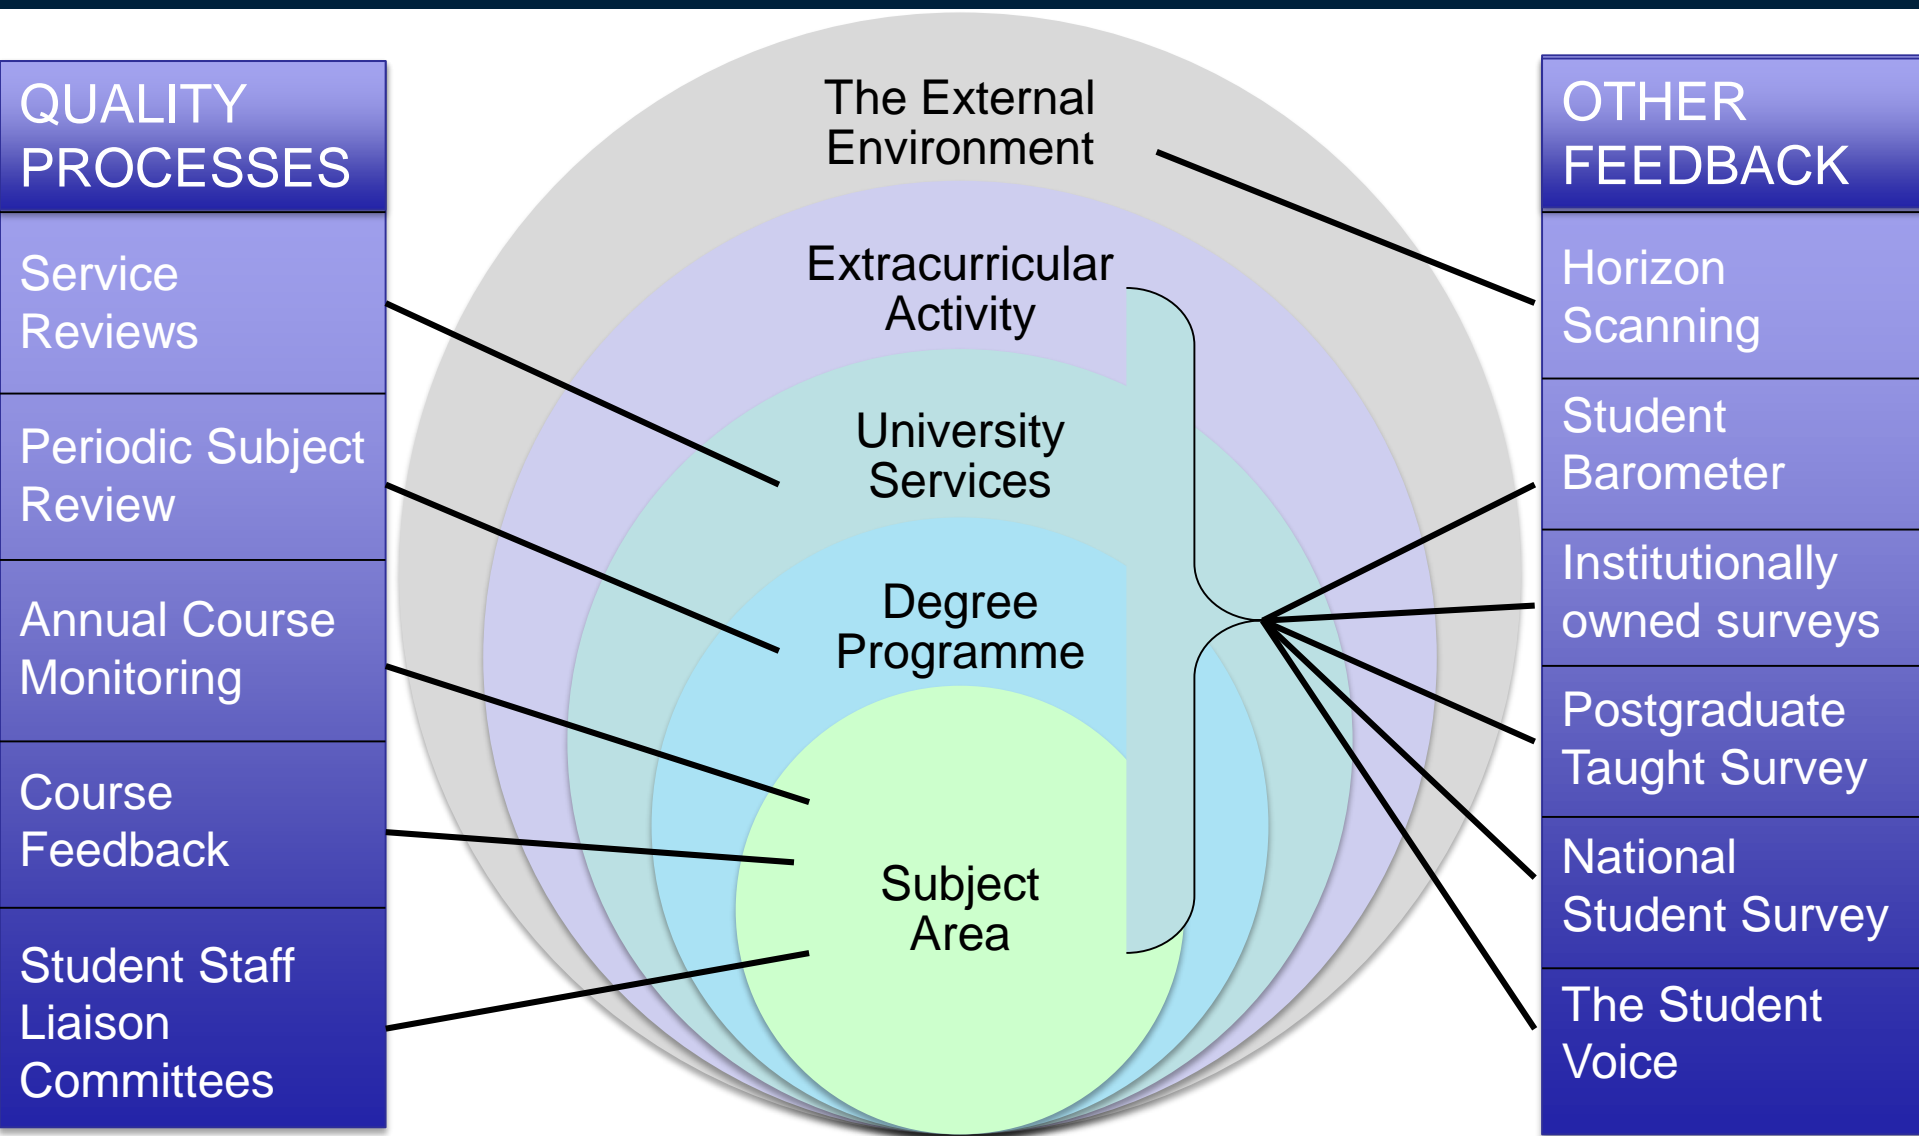 QUALITY
PROCESSES
Service
Reviews
Periodic Subject
Review
Annual Course
Monitoring
Course
Feedback
Student Staff
Liaison
Committees
The External
Environment
Extracurricular
Activity
University
Services
Degree
Programme
Subject
Area
OTHER
FEEDBACK
Horizon
Scanning
Student
Barometer
Institutionally
owned surveys
Postgraduate
Taught Survey
National
Student Survey
The Student
Voice